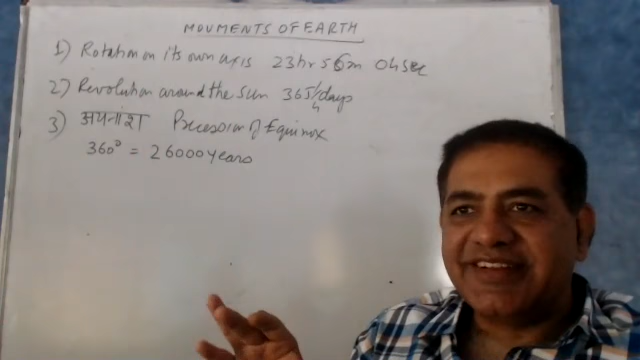 MOVMENTS OF EARTH
1) Rotation on its own axis 23hr 56m 04sec
2) Revolution around the Sun 365 1/4 days
3) अयनांश Precession of Equinox
360° = 26000 years